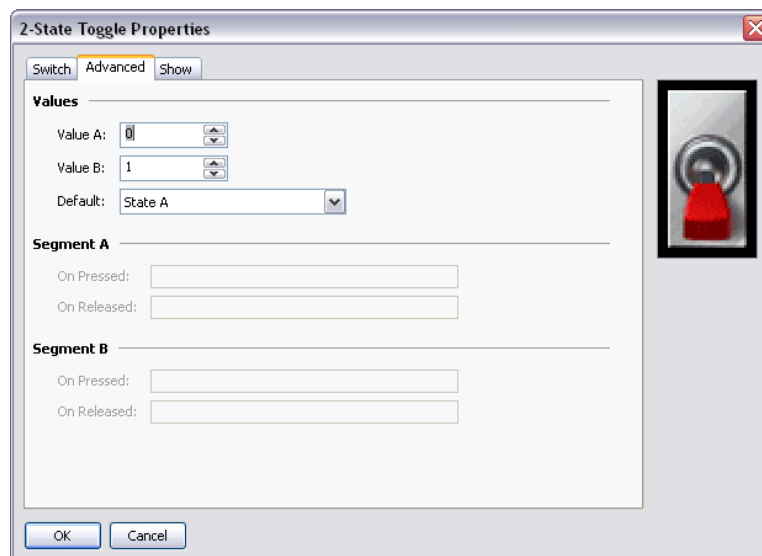 2-State Toggle Properties
Switch Advanced Show
Values
Value A: 0
Value B: 1
Default: State A
Segment A
On Pressed:
On Released:
Segment B
On Pressed:
On Released:
OK Cancel